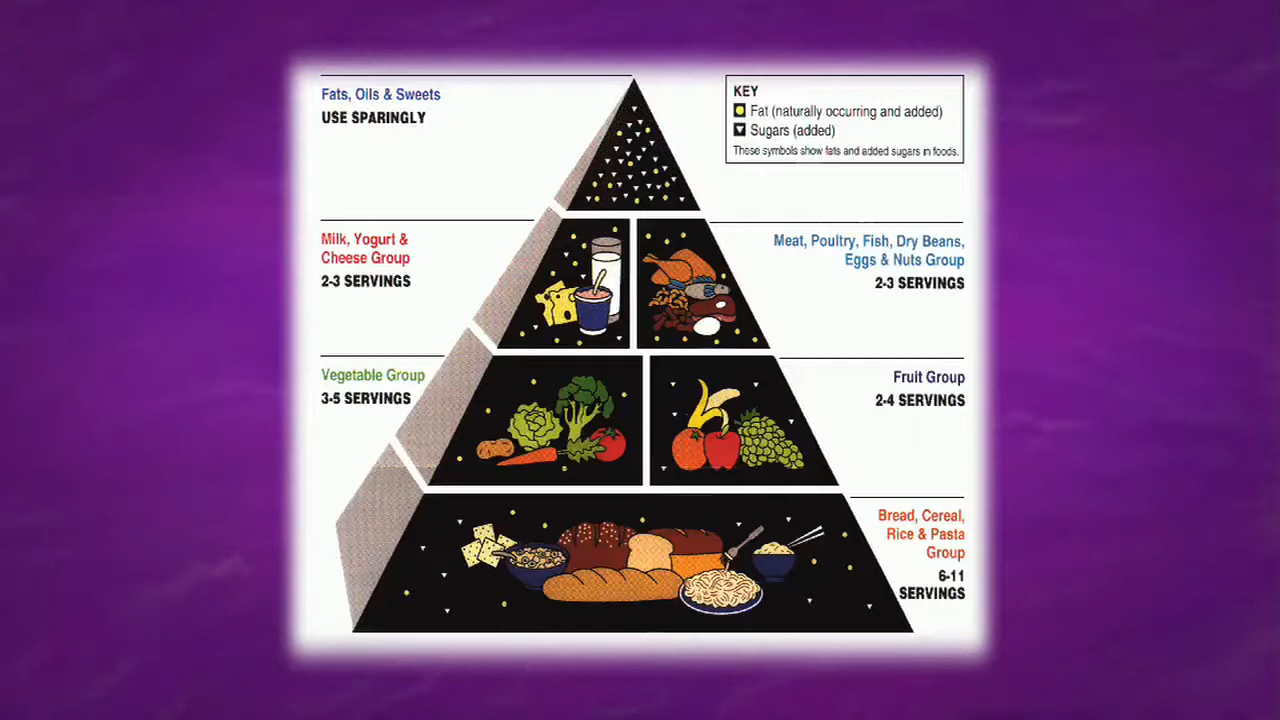 Fats, Oils & Sweets
USE SPARINGLY
KEY
Fat (naturally occurring and added)
Sugars (added)
These symbols show fats and added sugars in foods.
Milk, Yogurt &
Cheese Group
2-3 SERVINGS
Meat, Poultry, Fish, Dry Beans,
Eggs & Nuts Group
2-3 SERVINGS
Vegetable Group
3-5 SERVINGS
Fruit Group
2-4 SERVINGS
Bread, Cereal,
Rice & Pasta
Group
6-11
SERVINGS